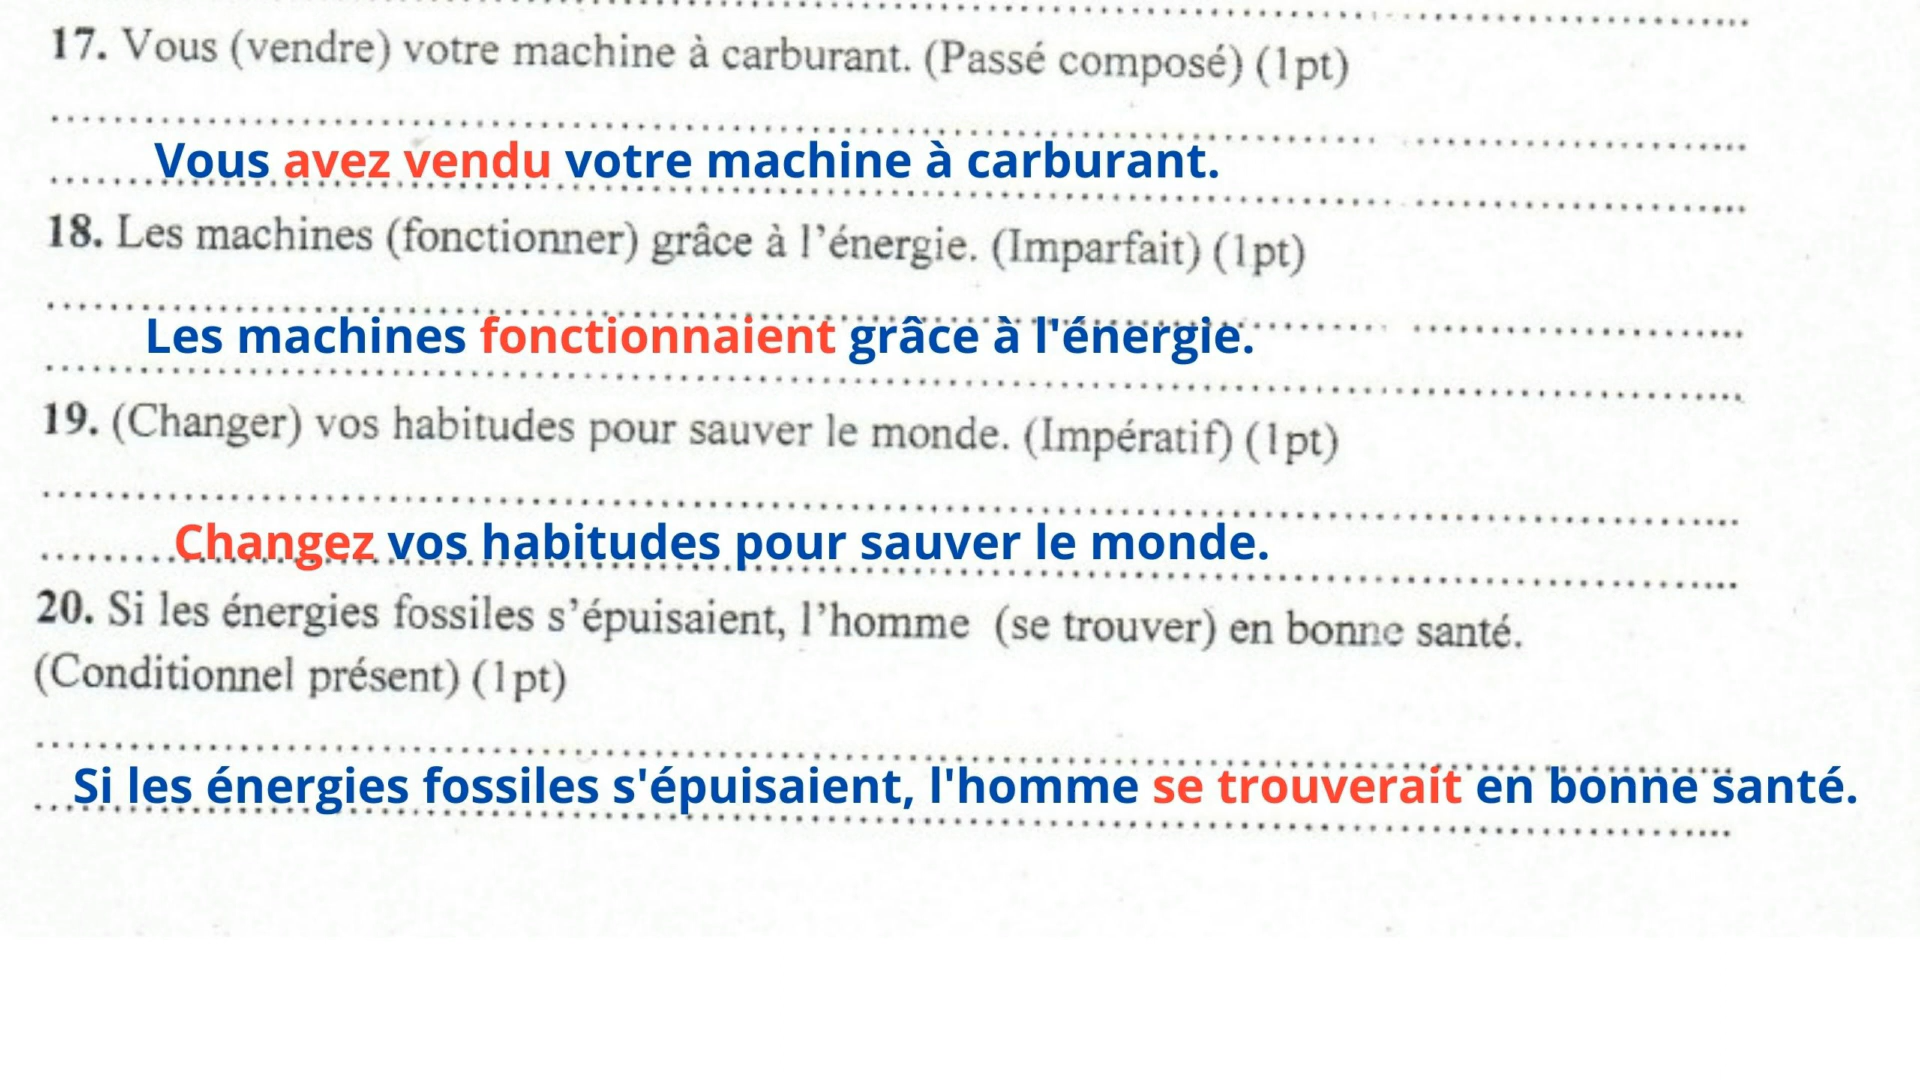 17. Vous (vendre) votre machine à carburant. (Passé composé) (1pt)
Vous avez vendu votre machine à carburant.
18. Les machines (fonctionner) grâce à l’énergie. (Imparfait) (1pt)
Les machines fonctionnaient grâce à l'énergie.
19. (Changer) vos habitudes pour sauver le monde. (Impératif) (1pt)
Changez vos habitudes pour sauver le monde.
20. Si les énergies fossiles s’épuisaient, l’homme (se trouver) en bonne santé.
(Conditionnel présent) (1pt)
Si les énergies fossiles s'épuisaient, l'homme se trouverait en bonne santé.